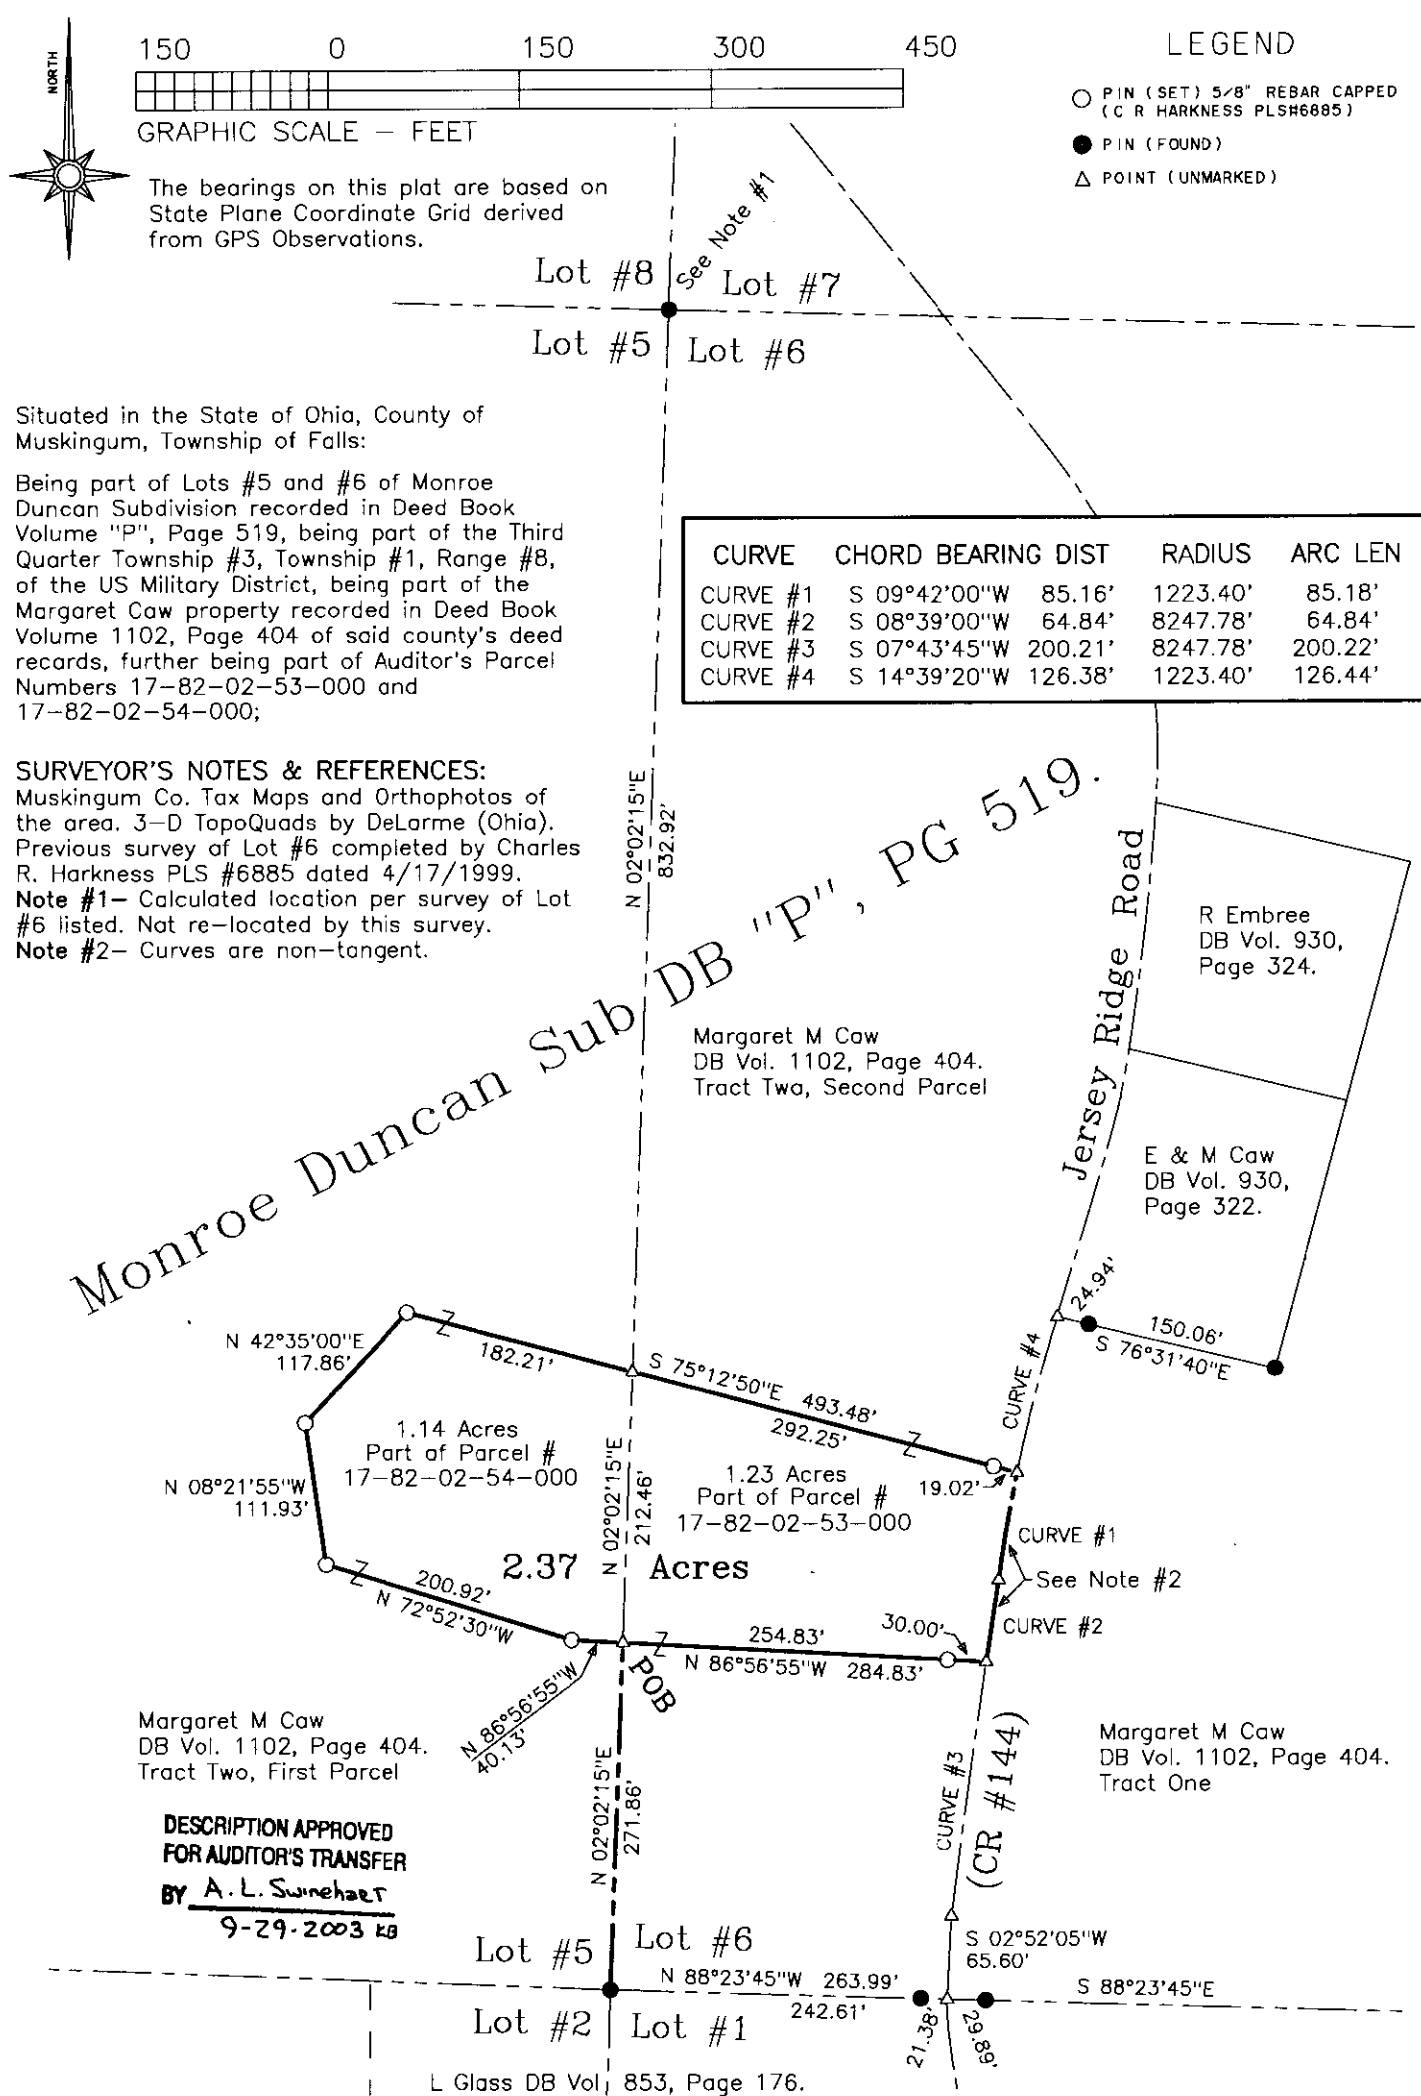 NORTH
150 0 150 300 450
GRAPHIC SCALE – FEET
The bearings on this plat are based on
State Plane Coordinate Grid derived
from GPS Observations.
LEGEND
PIN (SET) 5/8" REBAR CAPPED
(C R HARKNESS PLS#6885)
PIN (FOUND)
POINT (UNMARKED)
See Note #1
Lot #8
Lot #7
Lot #5
Lot #6
Situated in the State of Ohia, County of
Muskingum, Township of Falls:
Being part of Lots #5 and #6 of Monroe
Duncan Subdivision recorded in Deed Book
Volume "P", Page 519, being part of the Third
Quarter Township #3, Township #1, Range #8,
of the US Military District, being part of the
Margaret Caw property recorded in Deed Book
Volume 1102, Page 404 of said county's deed
records, further being part of Auditor's Parcel
Numbers 17-82-02-53-000 and
17-82-02-54-000;
CURVE CHORD BEARING DIST RADIUS ARC LEN
CURVE #1 S 09°42'00"W 85.16' 1223.40' 85.18'
CURVE #2 S 08°39'00"W 64.84' 8247.78' 64.84'
CURVE #3 S 07°43'45"W 200.21' 8247.78' 200.22'
CURVE #4 S 14°39'20"W 126.38' 1223.40' 126.44'
SURVEYOR'S NOTES & REFERENCES:
Muskingum Co. Tax Maps and Orthophotos of
the area. 3-D TopoQuads by DeLarme (Ohia).
Previous survey of Lot #6 completed by Charles
R. Harkness PLS #6885 dated 4/17/1999.
Note #1- Calculated location per survey of Lot
#6 listed. Nat re-located by this survey.
Note #2- Curves are non-tangent.
N 02°02'15"E
832.92'
Monroe Duncan Sub DB "P", PG 519.
Jersey Ridge Road
R Embree
DB Vol. 930,
Page 324.
Margaret M Caw
DB Vol. 1102, Page 404.
Tract Twa, Second Parcel
E & M Caw
DB Vol. 930,
Page 322.
24.94'
150.06'
S 76°31'40"E
CURVE #4
N 42°35'00"E
117.86'
182.21'
S 75°12'50"E 493.48'
292.25'
1.14 Acres
Part of Parcel #
17-82-02-54-000
N 02°02'15"E
212.46'
1.23 Acres
Part of Parcel #
17-82-02-53-000
19.02'
N 08°21'55"W
111.93'
CURVE #1
See Note #2
CURVE #2
2.37 Acres
200.92'
N 72°52'30"W
254.83'
30.00'
N 86°56'55"W 284.83'
POB
N 86°56'55"W
40.13'
Margaret M Caw
DB Vol. 1102, Page 404.
Tract Two, First Parcel
N 02°02'15"E
271.86'
CURVE #3
(CR #144)
Margaret M Caw
DB Vol. 1102, Page 404.
Tract One
DESCRIPTION APPROVED
FOR AUDITOR'S TRANSFER
BY A.L. Swinehart
9-29-2003 KB
Lot #5
Lot #6
S 02°52'05"W
65.60'
N 88°23'45"W 263.99'
242.61'
S 88°23'45"E
21.38'
29.89'
Lot #2
Lot #1
L Glass DB Vol 853, Page 176.